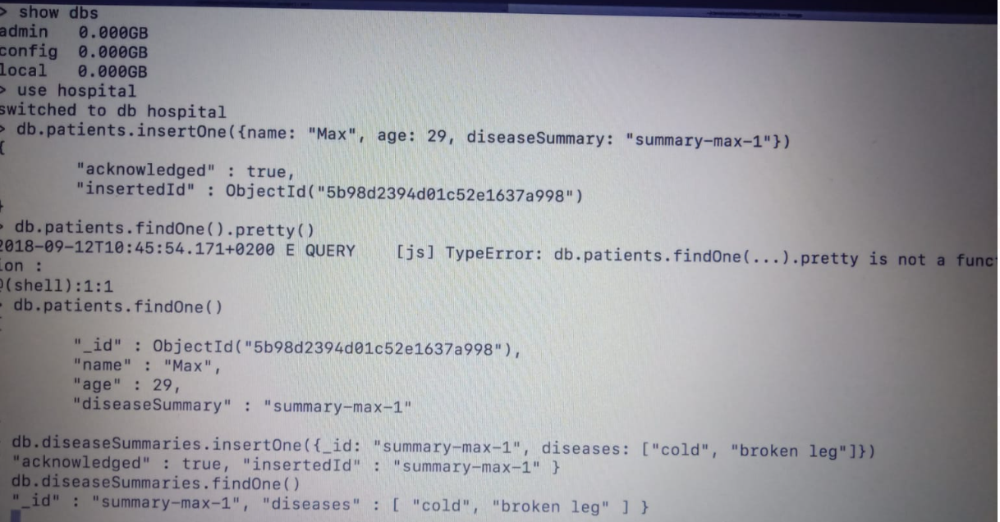 > show dbs
admin   0.000GB
config  0.000GB
local   0.000GB
> use hospital
switched to db hospital
> db.patients.insertOne({name: "Max", age: 29, diseaseSummary: "summary-max-1"})
{
        "acknowledged" : true,
        "insertedId" : ObjectId("5b98d2394d01c52e1637a998")
}
> db.patients.findOne().pretty()
2018-09-12T10:45:54.171+0200 E QUERY    [js] TypeError: db.patients.findOne(...).pretty is not a funct
ion :
@(shell):1:1
> db.patients.findOne()
        "_id" : ObjectId("5b98d2394d01c52e1637a998"),
        "name" : "Max",
        "age" : 29,
        "diseaseSummary" : "summary-max-1"
db.diseaseSummaries.insertOne({_id: "summary-max-1", diseases: ["cold", "broken leg"]})
"acknowledged" : true, "insertedId" : "summary-max-1" }
db.diseaseSummaries.findOne()
"_id" : "summary-max-1", "diseases" : [ "cold", "broken leg" ] }